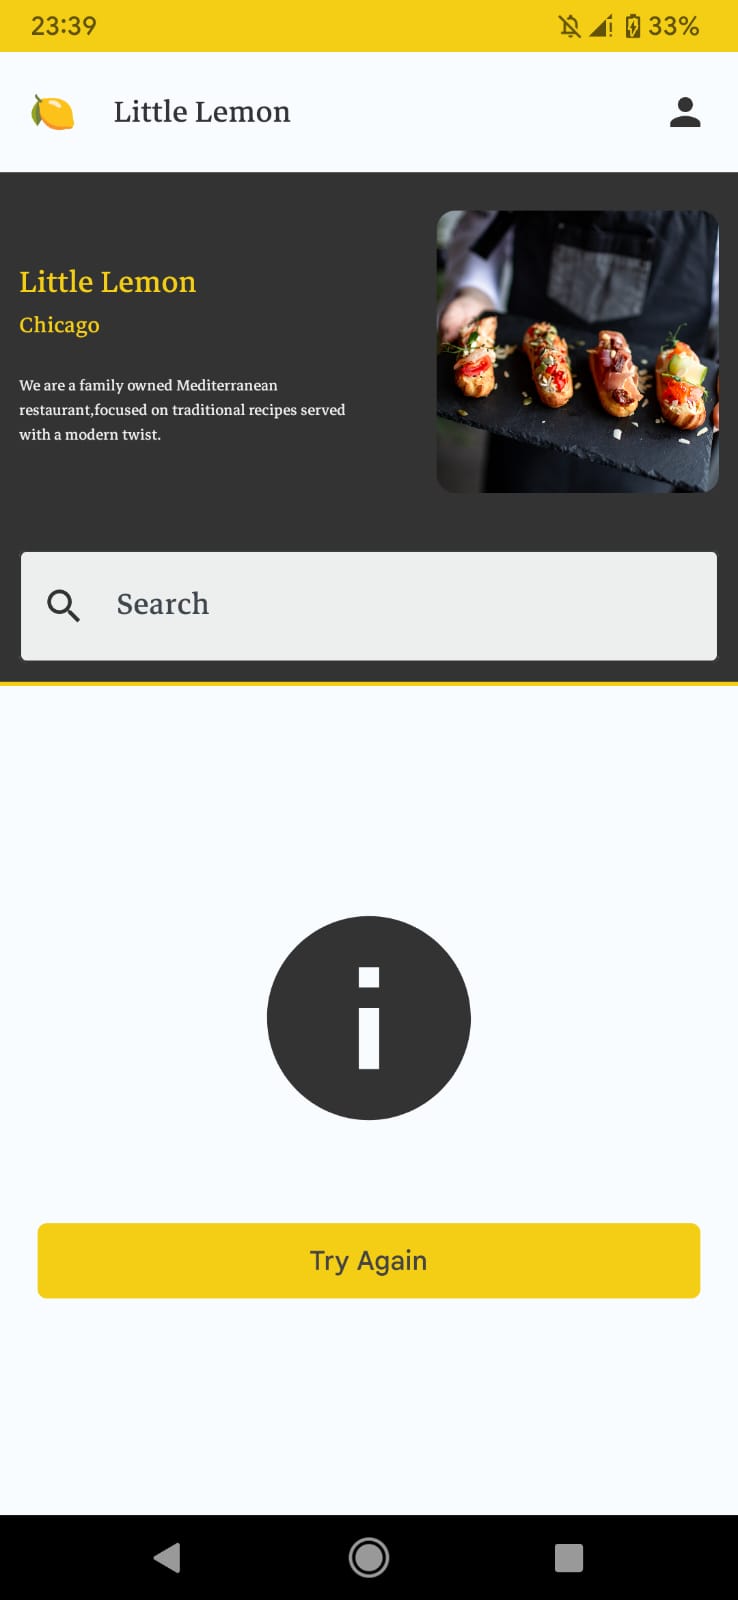 23:39
33%
Little Lemon
Little Lemon
Chicago
We are a family owned Mediterranean
restaurant,focused on traditional recipes served
with a modern twist.
Search
Try Again